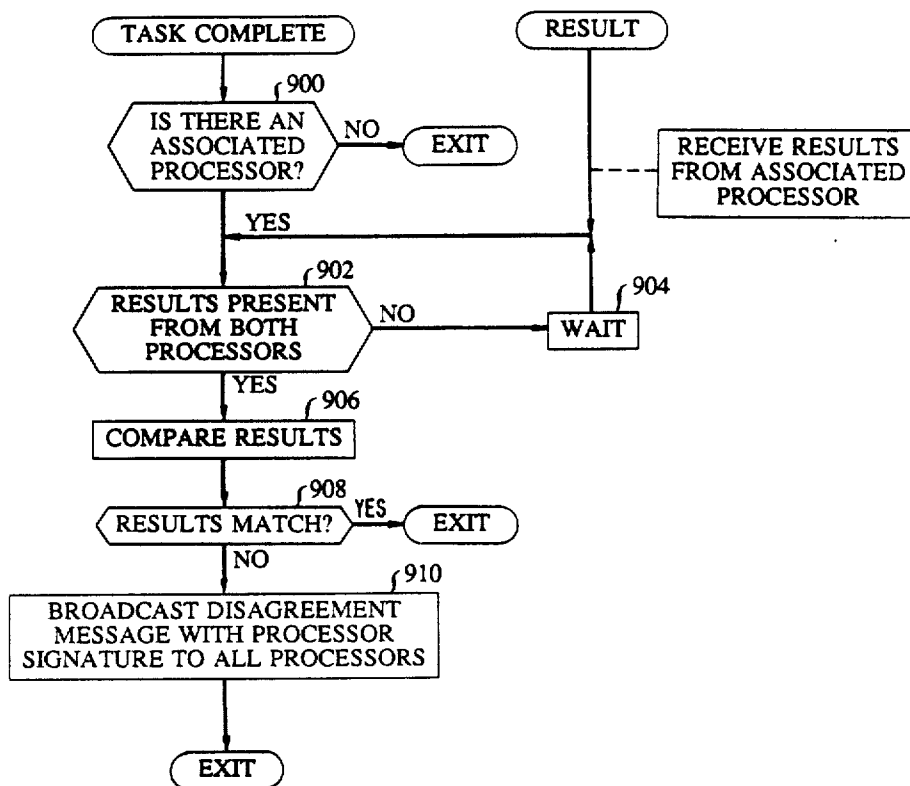 TASK COMPLETE
RESULT
900
IS THERE AN
ASSOCIATED
PROCESSOR?
NO
EXIT
RECEIVE RESULTS
FROM ASSOCIATED
PROCESSOR
YES
902
RESULTS PRESENT
FROM BOTH
PROCESSORS
NO
904
WAIT
YES
906
COMPARE RESULTS
908
RESULTS MATCH?
YES
EXIT
NO
910
BROADCAST DISAGREEMENT
MESSAGE WITH PROCESSOR
SIGNATURE TO ALL PROCESSORS
EXIT